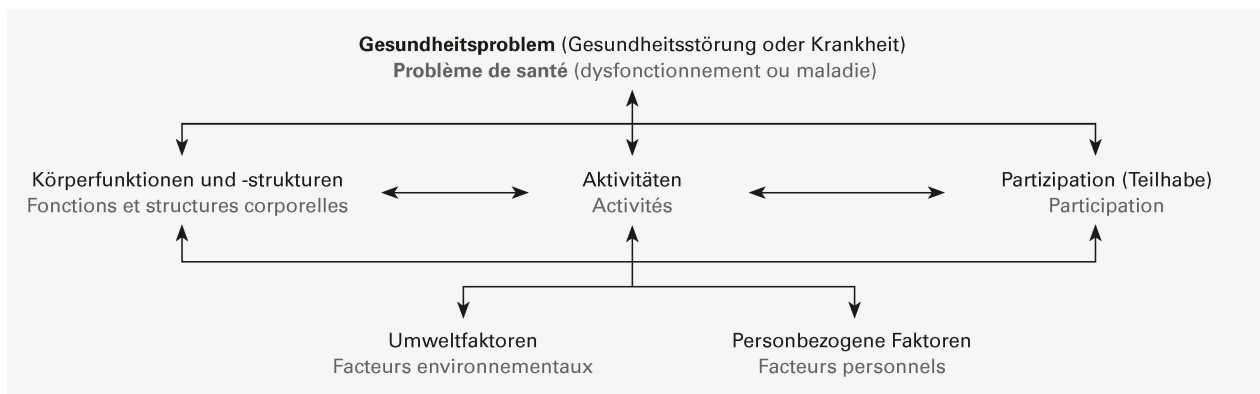 Gesundheitsproblem (Gesundheitsstörung oder Krankheit)
Problème de santé (dysfonctionnement ou maladie)
Körperfunktionen und -strukturen
Fonctions et structures corporelles
Aktivitäten
Activités
Partizipation (Teilhabe)
Participation
Umweltfaktoren
Facteurs environnementaux
Personbezogene Faktoren
Facteurs personnels